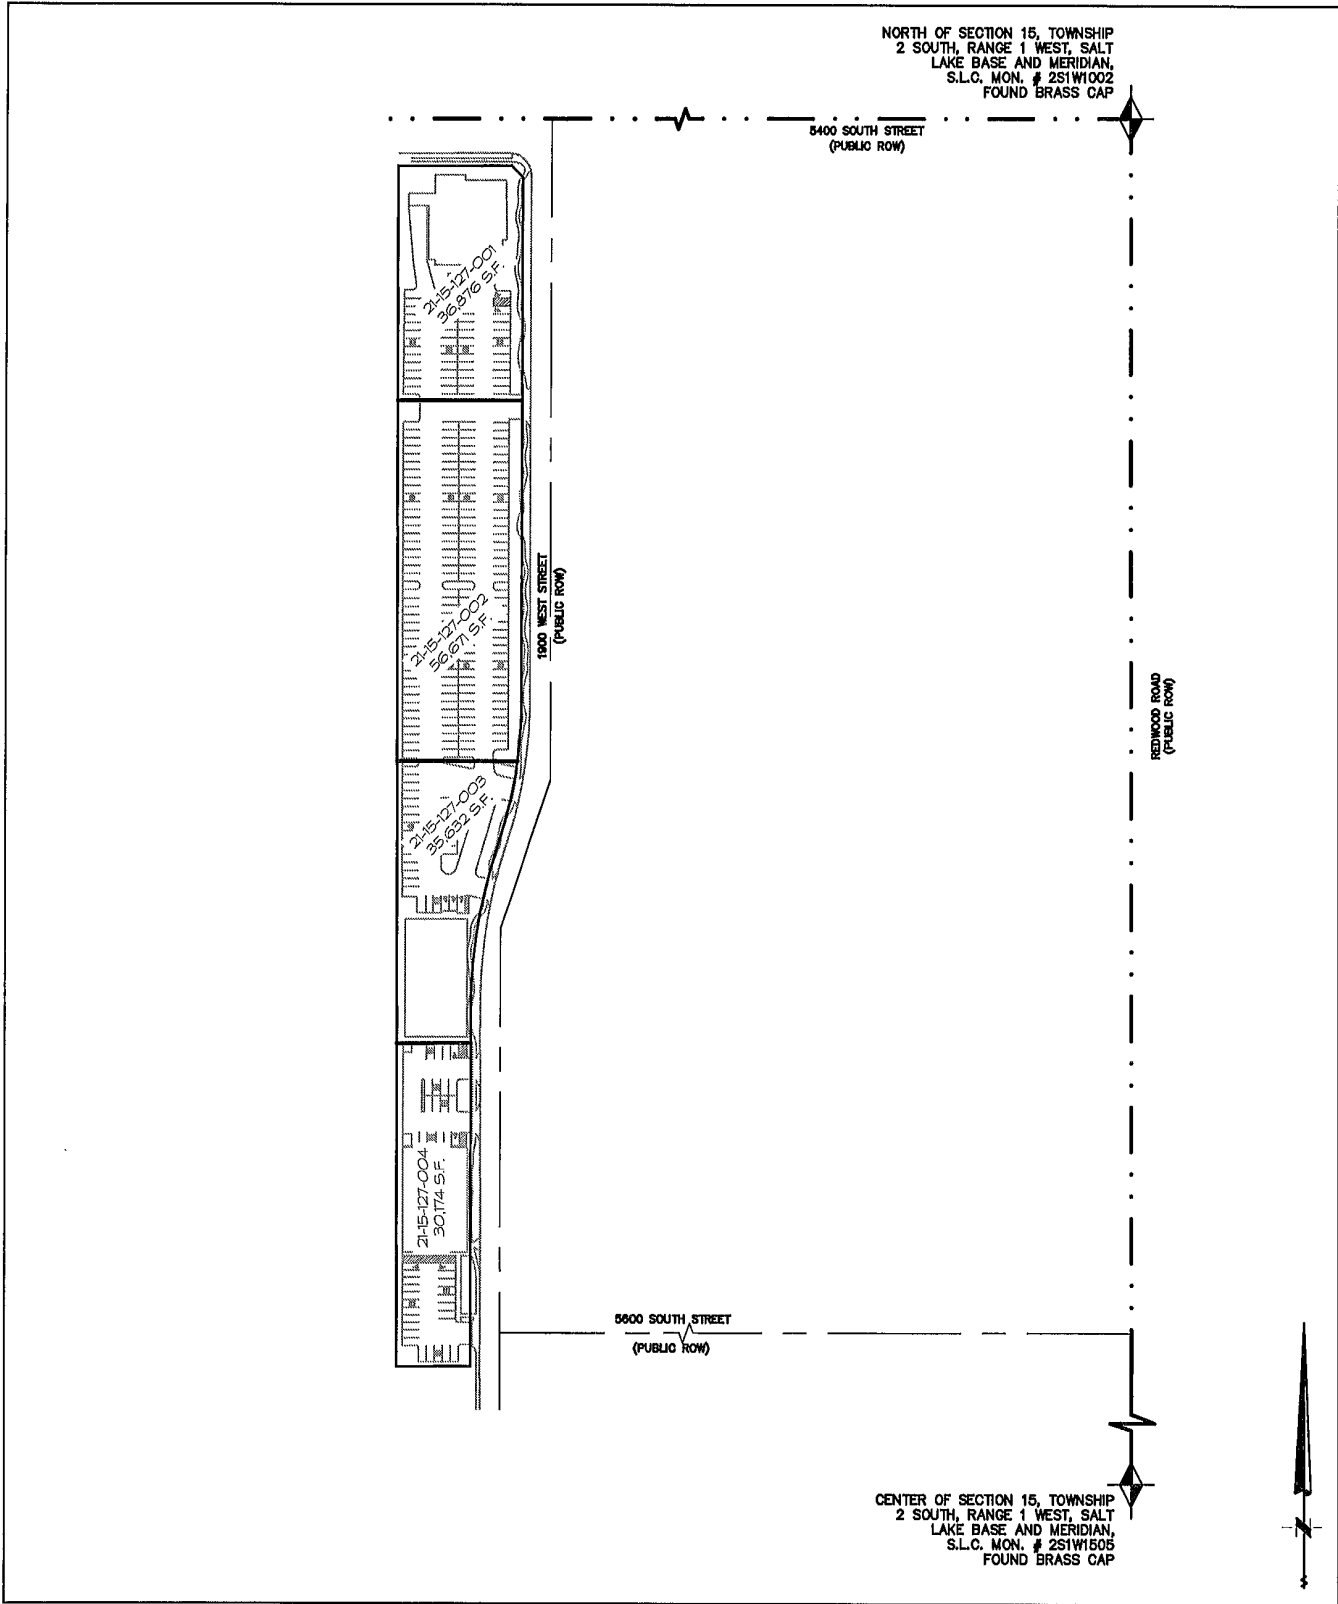 NORTH OF SECTION 15, TOWNSHIP
2 SOUTH, RANGE 1 WEST, SALT
LAKE BASE AND MERIDIAN,
S.L.C. MON. # 2S1W1002
FOUND BRASS CAP
5400 SOUTH STREET
(PUBLIC ROW)
21-15-127-001
36,876 S.F.
1900 WEST STREET
(PUBLIC ROW)
21-15-127-002
56,671 S.F.
REDWOOD ROAD
(PUBLIC ROW)
21-15-127-003
35,632 S.F.
21-15-127-004
30,174 S.F.
5600 SOUTH STREET
(PUBLIC ROW)
CENTER OF SECTION 15, TOWNSHIP
2 SOUTH, RANGE 1 WEST, SALT
LAKE BASE AND MERIDIAN,
S.L.C. MON. # 2S1W1505
FOUND BRASS CAP
N